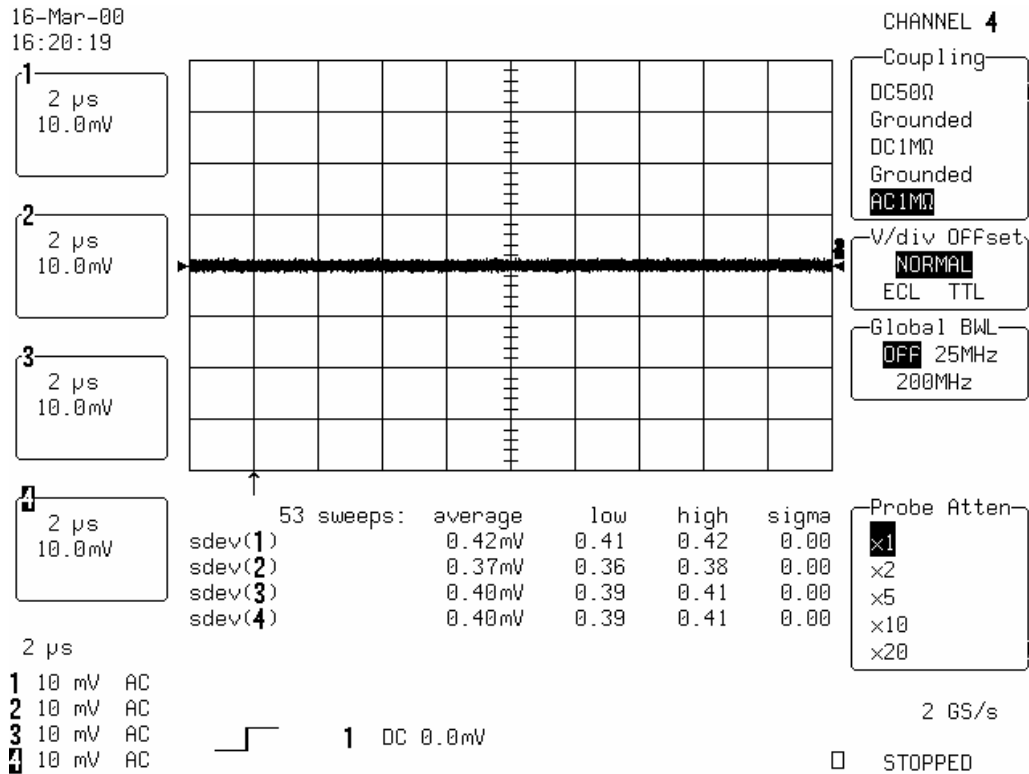 16-Mar-00
16:20:19
1
2 µs
10.0mV
2
2 µs
10.0mV
3
2 µs
10.0mV
4
2 µs
10.0mV
2 µs
1 10 mV AC
2 10 mV AC
3 10 mV AC
4 10 mV AC
53 sweeps: average low high sigma
sdev(1) 0.42mV 0.41 0.42 0.00
sdev(2) 0.37mV 0.36 0.38 0.00
sdev(3) 0.40mV 0.39 0.41 0.00
sdev(4) 0.40mV 0.39 0.41 0.00
1 DC 0.0mV
CHANNEL 4
Coupling
DC50Ω
Grounded
DC1MΩ
Grounded
AC1MΩ
V/div Offset
NORMAL
ECL TTL
Global BWL
OFF 25MHz
200MHz
Probe Atten
×1
×2
×5
×10
×20
2 GS/s
STOPPED